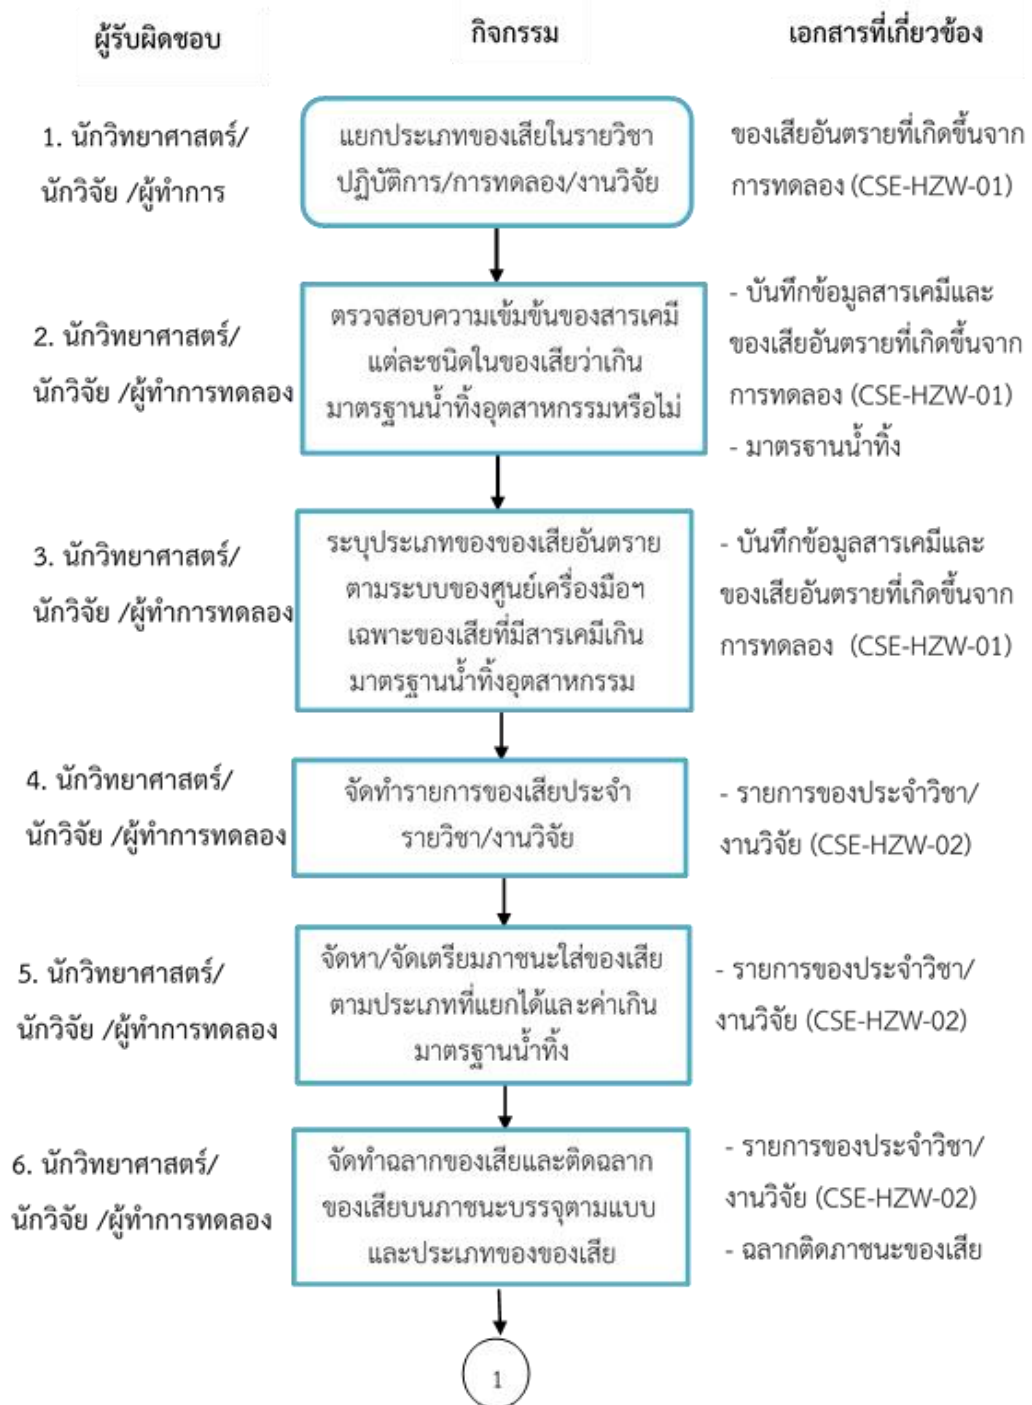 ผู้รับผิดชอบ
กิจกรรม
เอกสารที่เกี่ยวข้อง
1. นักวิทยาศาสตร์/
นักวิจัย /ผู้ทำการ
แยกประเภทของเสียในรายวิชา
ปฏิบัติการ/การทดลอง/งานวิจัย
ของเสียอันตรายที่เกิดขึ้นจาก
การทดลอง (CSE-HZW-01)
2. นักวิทยาศาสตร์/
นักวิจัย /ผู้ทำการทดลอง
ตรวจสอบความเข้มข้นของสารเคมี
แต่ละชนิดในของเสียว่าเกิน
มาตรฐานน้ำทิ้งอุตสาหกรรมหรือไม่
- บันทึกข้อมูลสารเคมีและ
ของเสียอันตรายที่เกิดขึ้นจาก
การทดลอง (CSE-HZW-01)
- มาตรฐานน้ำทิ้ง
3. นักวิทยาศาสตร์/
นักวิจัย /ผู้ทำการทดลอง
ระบุประเภทของของเสียอันตราย
ตามระบบของศูนย์เครื่องมือฯ
เฉพาะของเสียที่มีสารเคมีเกิน
มาตรฐานน้ำทิ้งอุตสาหกรรม
- บันทึกข้อมูลสารเคมีและ
ของเสียอันตรายที่เกิดขึ้นจาก
การทดลอง (CSE-HZW-01)
4. นักวิทยาศาสตร์/
นักวิจัย /ผู้ทำการทดลอง
จัดทำรายการของเสียประจำ
รายวิชา/งานวิจัย
- รายการของประจำวิชา/
งานวิจัย (CSE-HZW-02)
5. นักวิทยาศาสตร์/
นักวิจัย /ผู้ทำการทดลอง
จัดหา/จัดเตรียมภาชนะใส่ของเสีย
ตามประเภทที่แยกได้และค่าเกิน
มาตรฐานน้ำทิ้ง
- รายการของประจำวิชา/
งานวิจัย (CSE-HZW-02)
6. นักวิทยาศาสตร์/
นักวิจัย /ผู้ทำการทดลอง
จัดทำฉลากของเสียและติดฉลาก
ของเสียบนภาชนะบรรจุตามแบบ
และประเภทของของเสีย
- รายการของประจำวิชา/
งานวิจัย (CSE-HZW-02)
- ฉลากติดภาชนะของเสีย
1